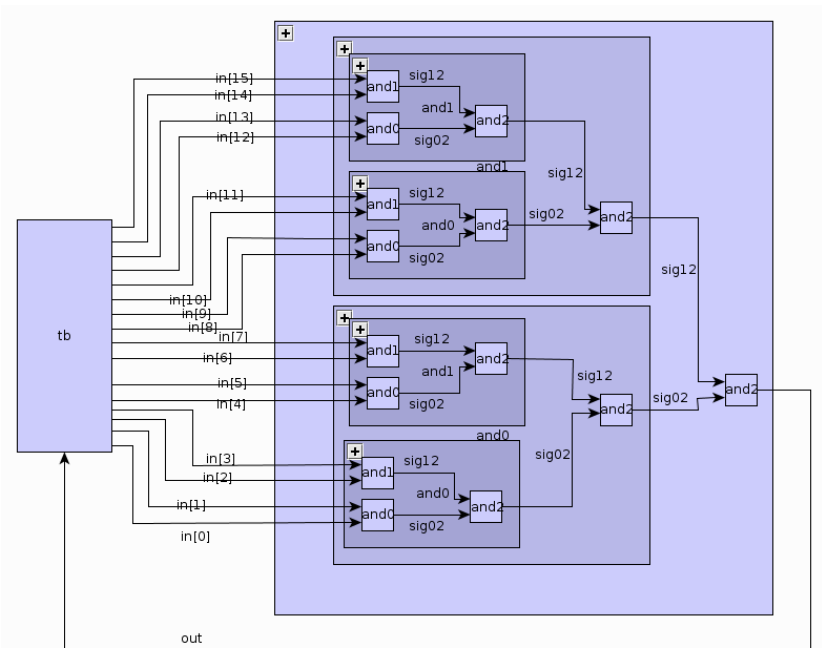 in[15]
in[14]
in[13]
in[12]
and1
sig12
and1
and2
and0
sig02
and1
sig12
in[11]
and1
sig12
and0
and2
sig02
and2
and0
sig02
sig12
in[10]
in[9]
in[8]
in[7]
tb
in[6]
and1
sig12
and2
and1
sig12
in[5]
in[4]
and0
sig02
and2
sig02
and2
and0
sig02
in[3]
in[2]
and1
sig12
and0
and2
in[1]
in[0]
and0
sig02
out